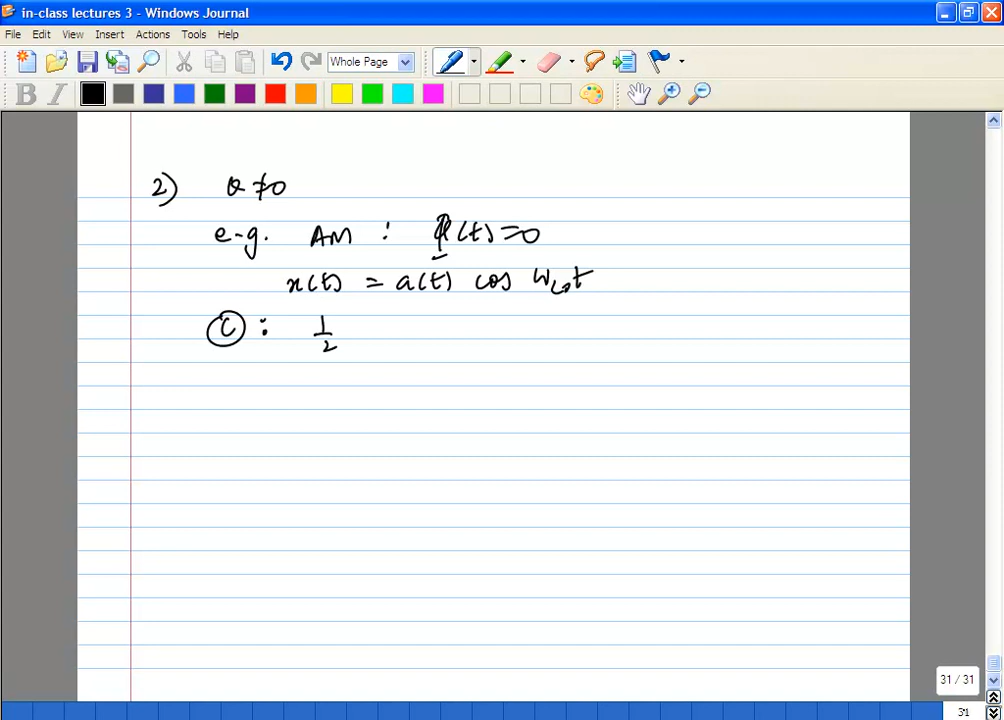 in-class lectures 3 - Windows Journal
File Edit View Insert Actions Tools Help
Whole Page
B I
2) θ ≠ 0
e-g. AM : φ(t) = 0
x(t) = a(t) cos ωc₀t
C : 1/2
31 / 31
31